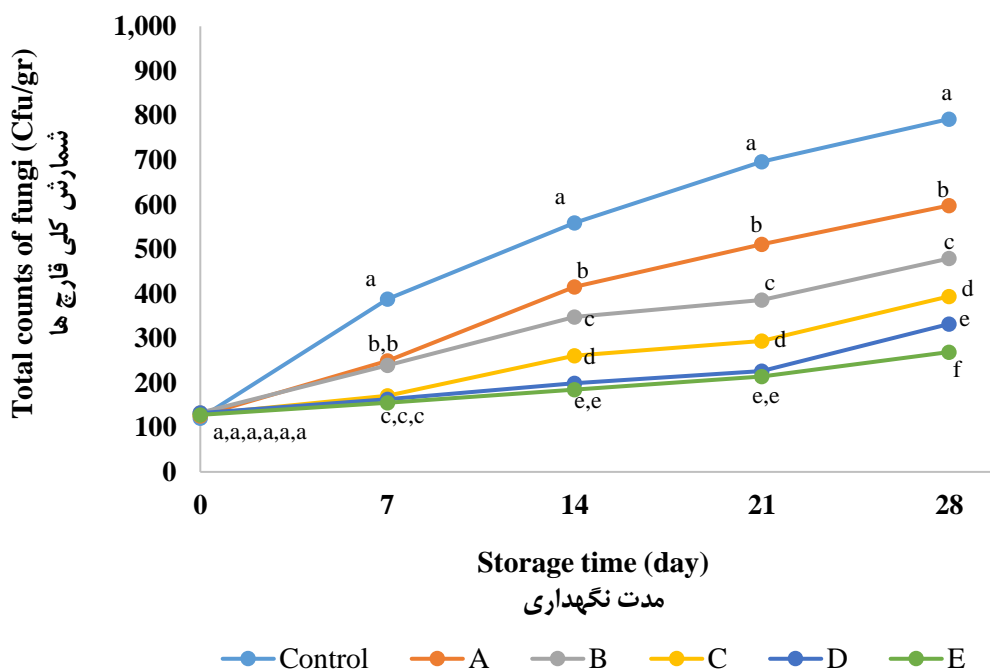 Total counts of fungi (Cfu/gr)
شمارش کلی قارچ ها
1,000
900
800
700
600
500
400
300
200
100
0
a
a
a
a
b
b
b
c
c
b,b
c
d
d
d
e
c,c,c
e,e
e,e
f
a,a,a,a,a,a
0 7 14 21 28
Storage time (day)
مدت نگهداری
Control A B C D E